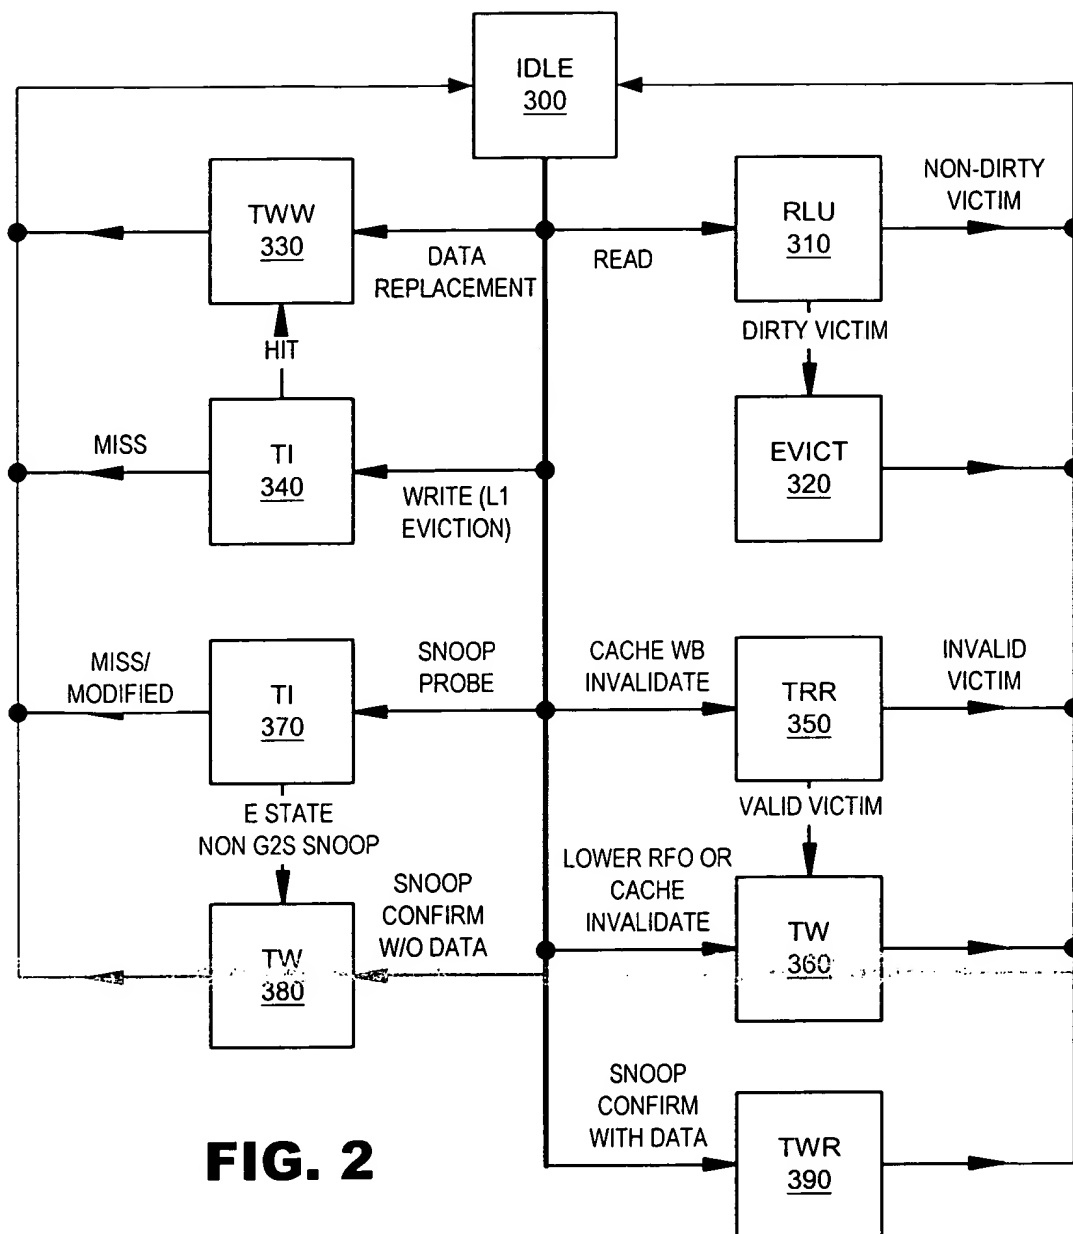 IDLE
300
TWW
330
DATA
REPLACEMENT
READ
RLU
310
NON-DIRTY
VICTIM
HIT
DIRTY VICTIM
MISS
TI
340
WRITE (L1
EVICTION)
EVICT
320
MISS/
MODIFIED
TI
370
SNOOP
PROBE
CACHE WB
INVALIDATE
TRR
350
INVALID
VICTIM
E STATE
NON G2S SNOOP
VALID VICTIM
TW
380
SNOOP
CONFIRM
W/O DATA
LOWER RFO OR
CACHE
INVALIDATE
TW
360
SNOOP
CONFIRM
WITH DATA
TWR
390
FIG. 2